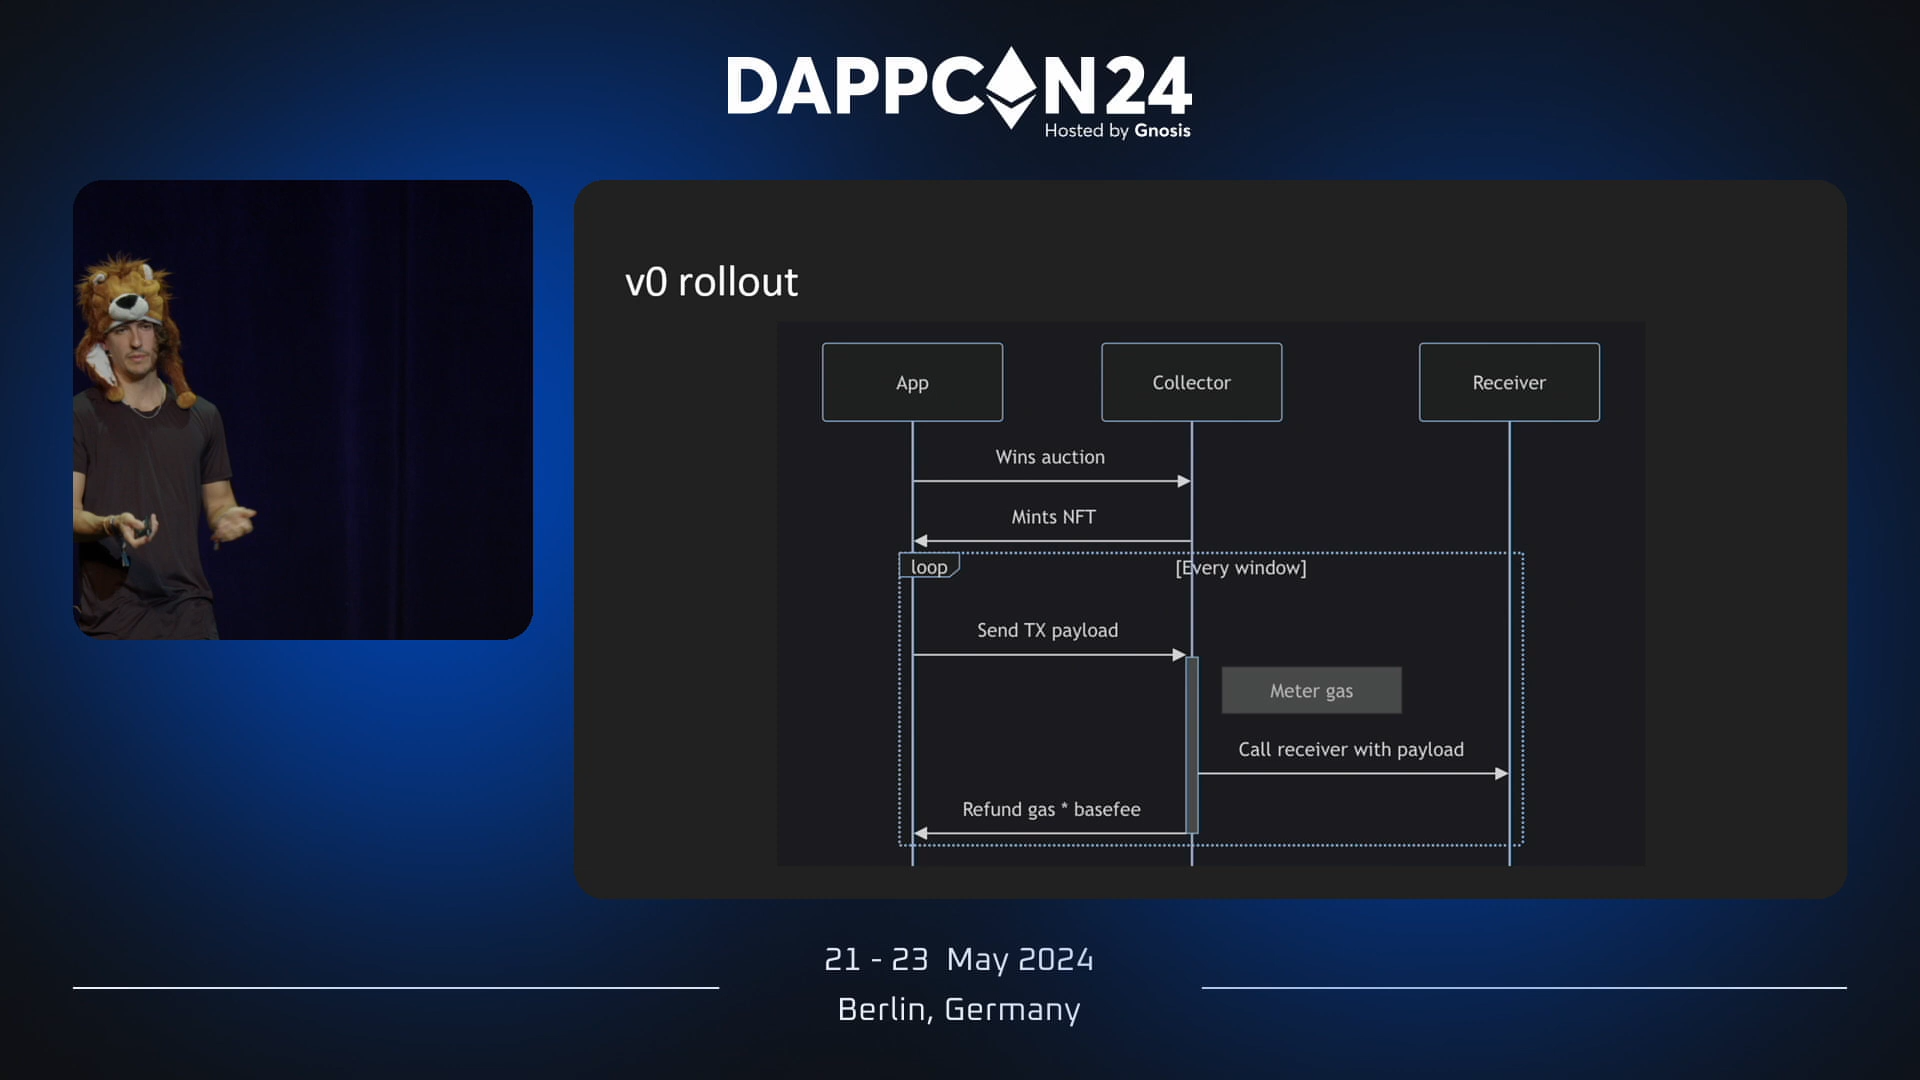 DAPPCON24
Hosted by Gnosis
v0 rollout
App
Collector
Receiver
Wins auction
Mints NFT
loop
[Every window]
Send TX payload
Meter gas
Call receiver with payload
Refund gas * basefee
21 - 23 May 2024
Berlin, Germany